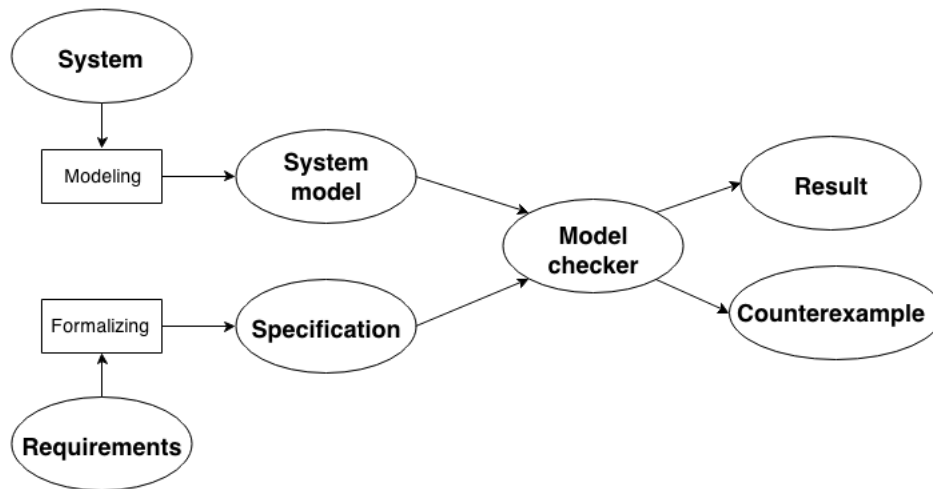 System
Modeling
System
model
Result
Model
checker
Formalizing
Specification
Counterexample
Requirements